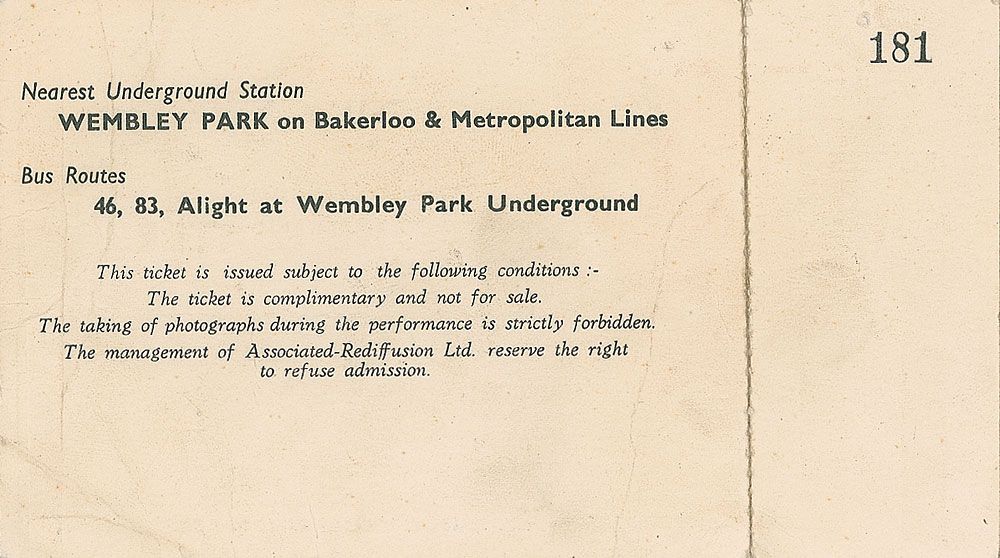 181
Nearest Underground Station
WEMBLEY PARK on Bakerloo & Metropolitan Lines
Bus Routes
46, 83, Alight at Wembley Park Underground
This ticket is issued subject to the following conditions :-
The ticket is complimentary and not for sale.
The taking of photographs during the performance is strictly forbidden.
The management of Associated-Rediffusion Ltd. reserve the right
to refuse admission.